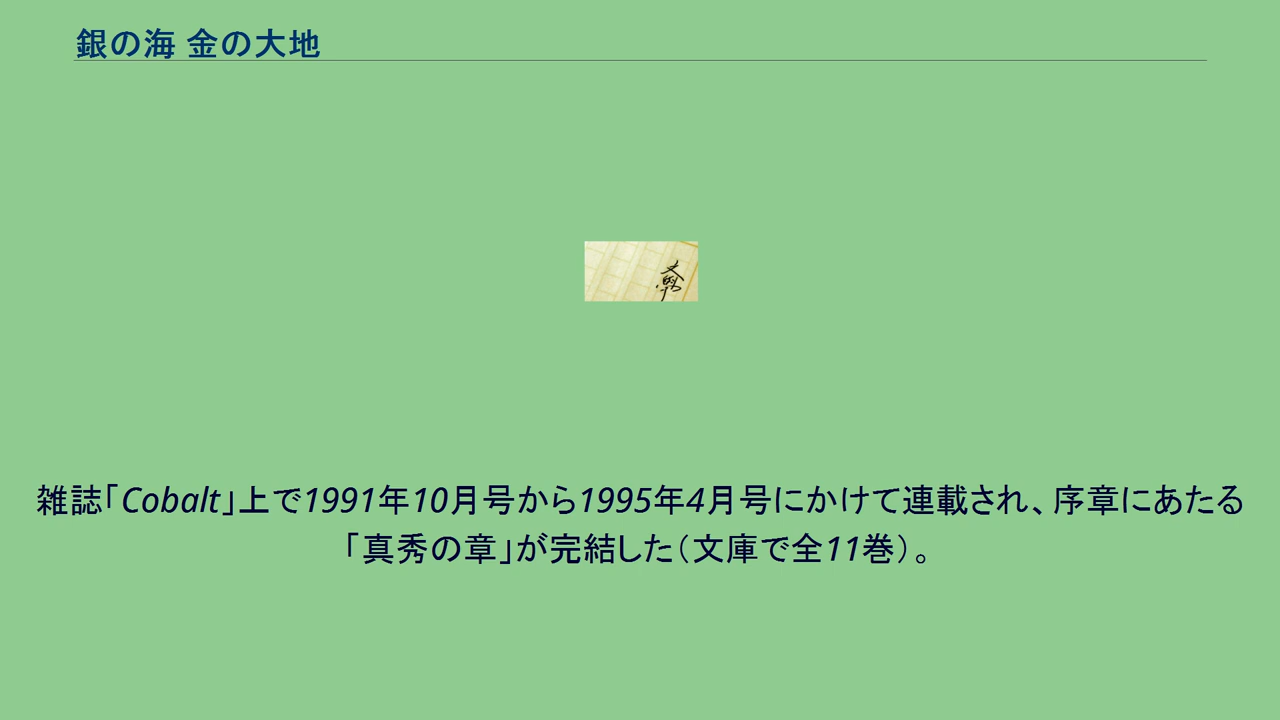 銀の海 金の大地
雑誌「Cobalt」上で1991年10月号から1995年4月号にかけて連載され、序章にあたる
「真秀の章」が完結した（文庫で全11巻）。